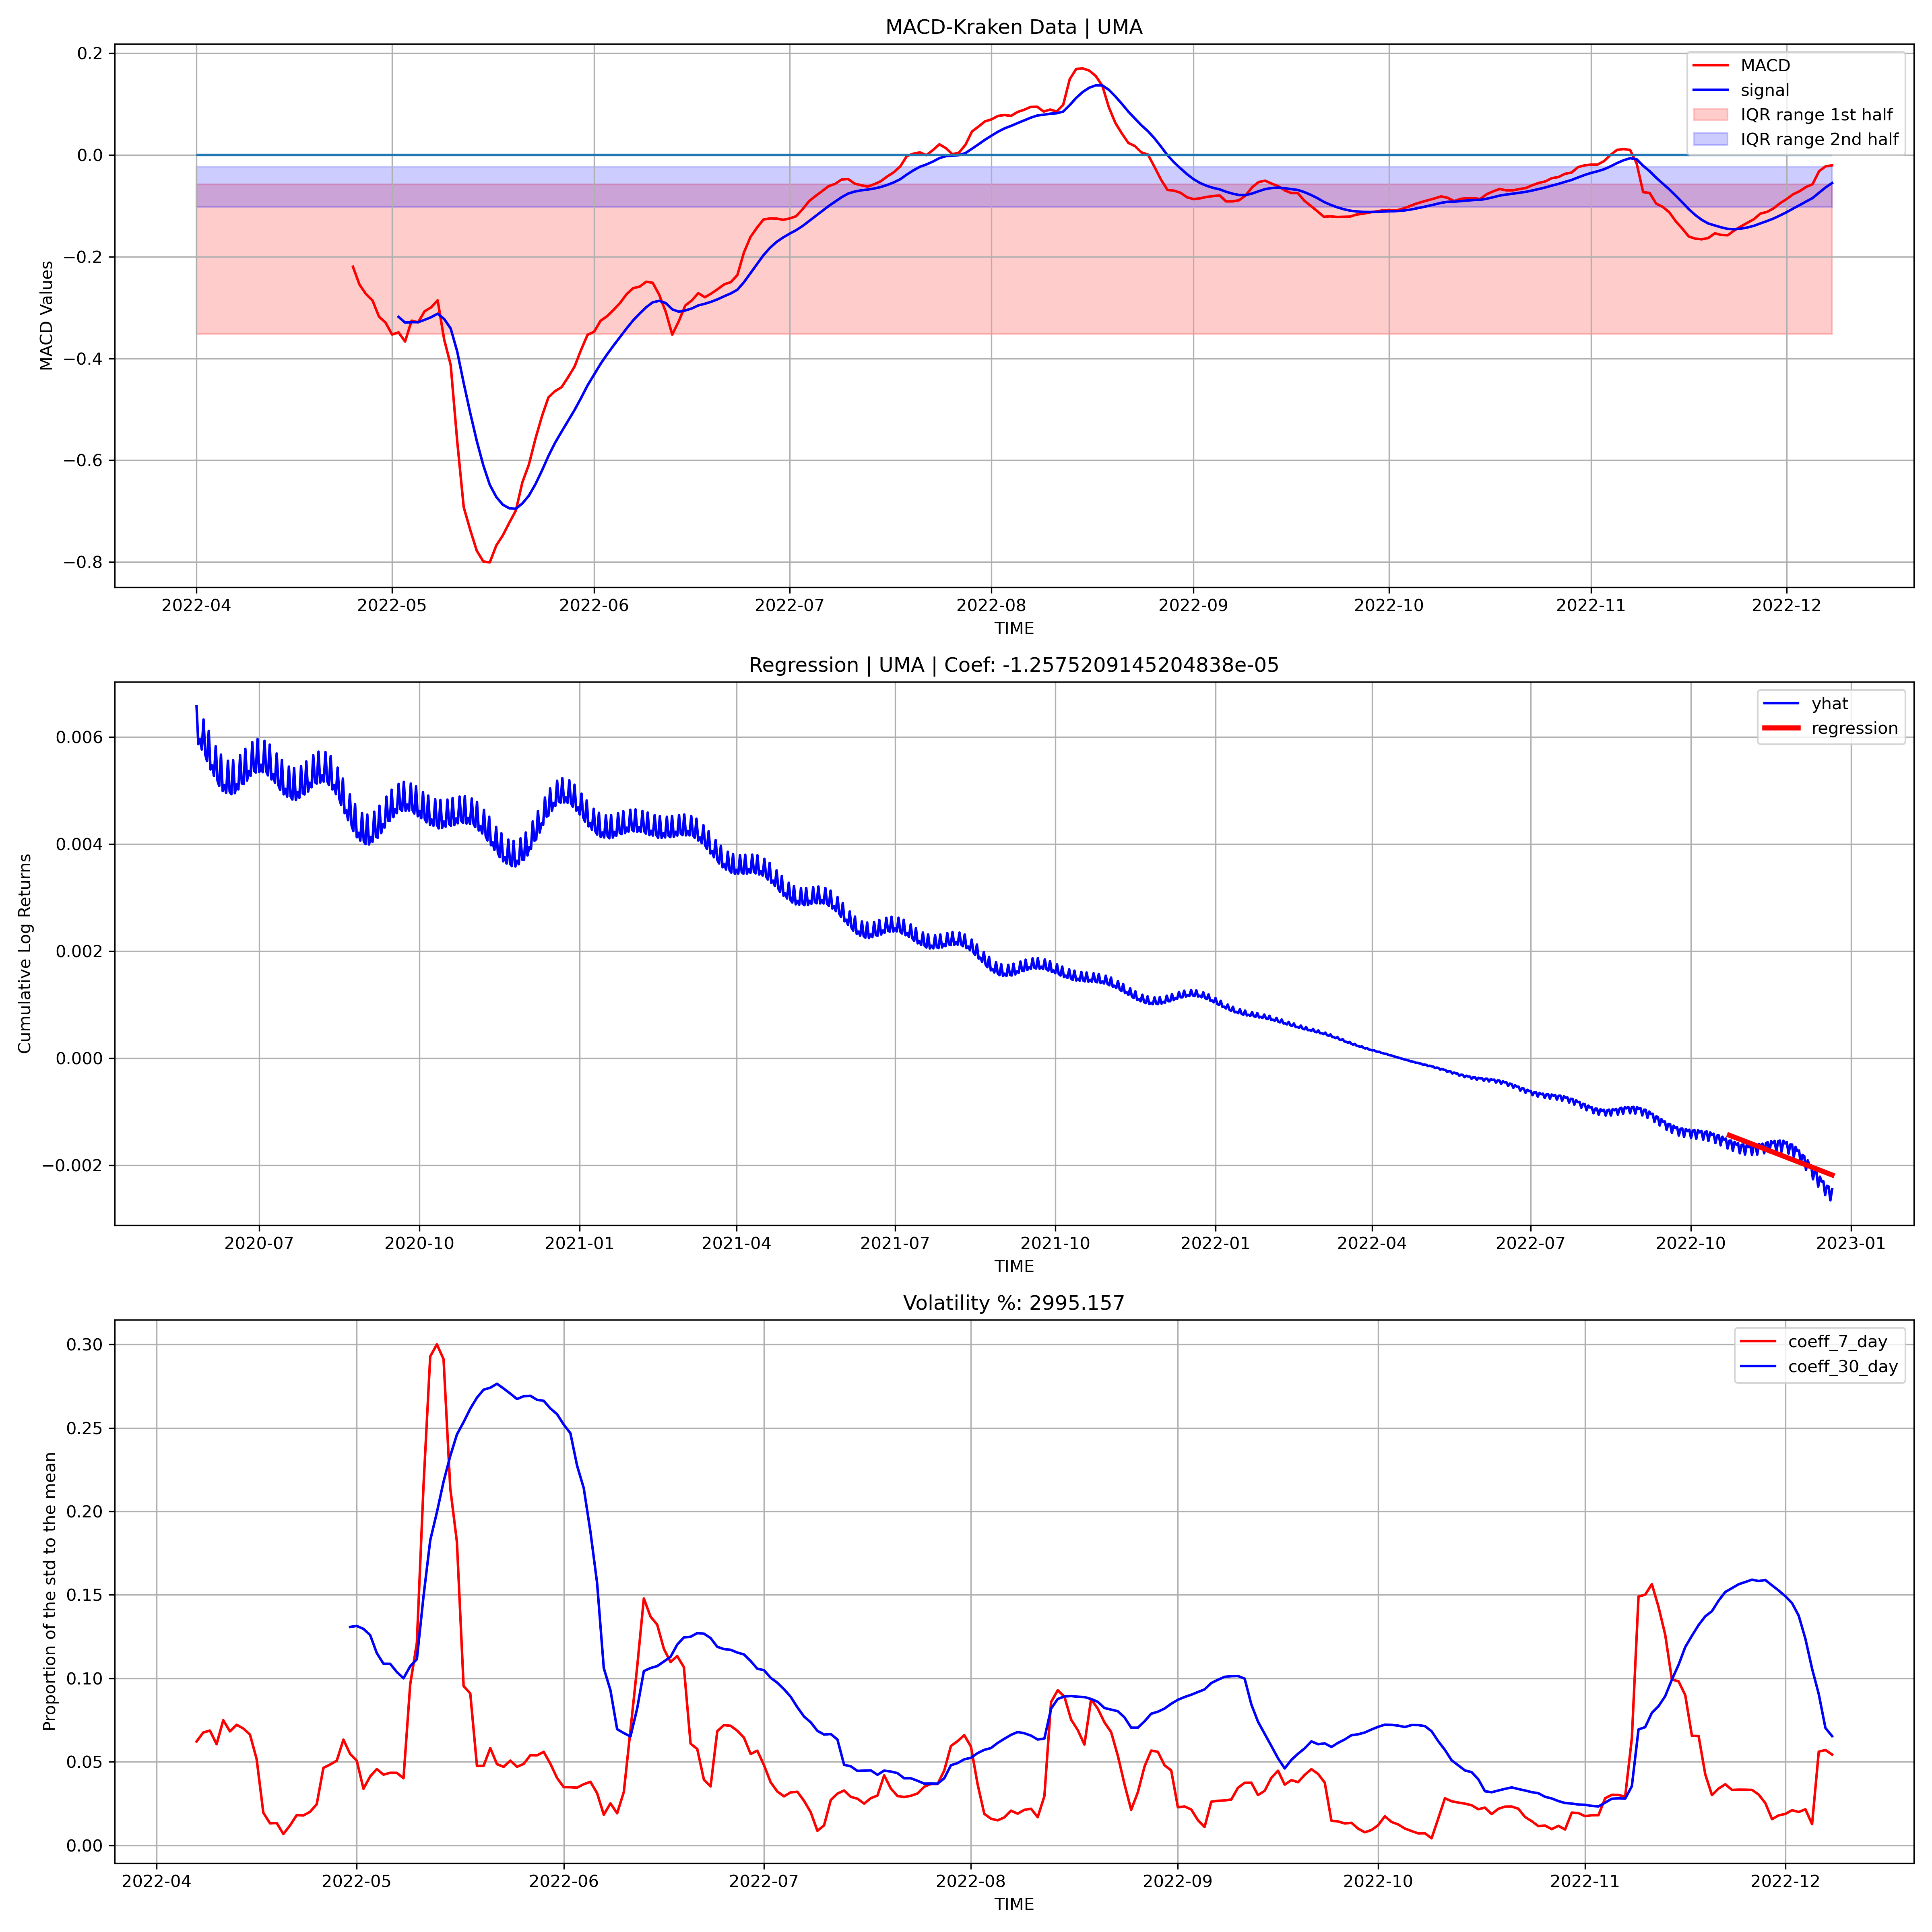 MACD-Kraken Data | UMA
MACD
signal
IQR range 1st half
IQR range 2nd half
MACD Values
0.2
0.0
−0.2
−0.4
−0.6
−0.8
2022-04 2022-05 2022-06 2022-07 2022-08 2022-09 2022-10 2022-11 2022-12
TIME
Regression | UMA | Coef: -1.2575209145204838e-05
yhat
regression
Cumulative Log Returns
0.006
0.004
0.002
0.000
−0.002
2020-07 2020-10 2021-01 2021-04 2021-07 2021-10 2022-01 2022-04 2022-07 2022-10 2023-01
TIME
Volatility %: 2995.157
coeff_7_day
coeff_30_day
Proportion of the std to the mean
0.30
0.25
0.20
0.15
0.10
0.05
0.00
2022-04 2022-05 2022-06 2022-07 2022-08 2022-09 2022-10 2022-11 2022-12
TIME